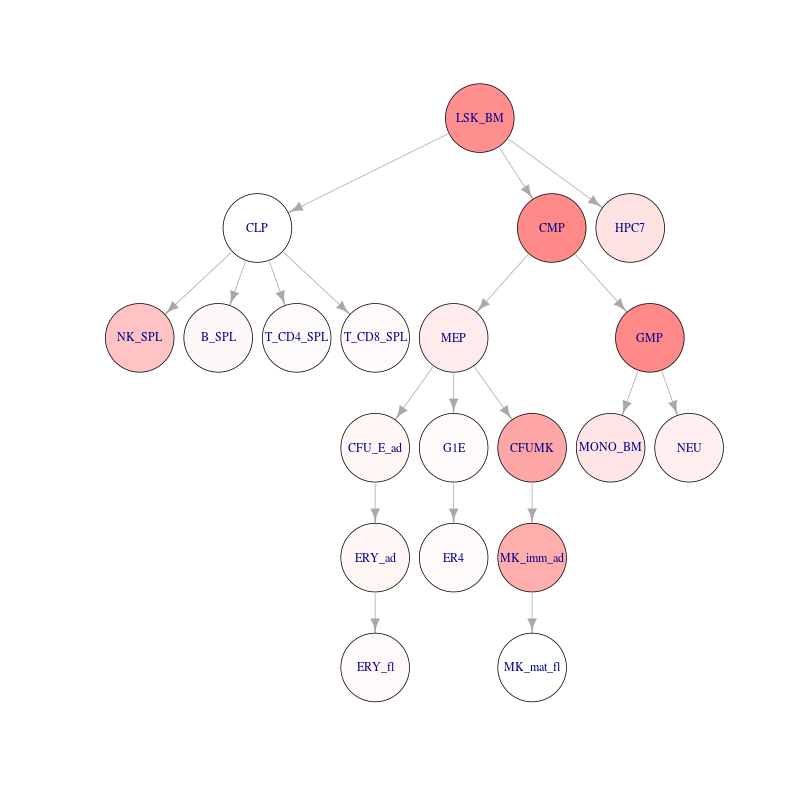 LSK_BM
CLP
CMP
HPC7
NK_SPL
B_SPL
T_CD4_SPL
T_CD8_SPL
MEP
GMP
CFU_E_ad
G1E
CFUMK
MONO_BM
NEU
ERY_ad
ER4
MK_imm_ad
ERY_fl
MK_mat_fl